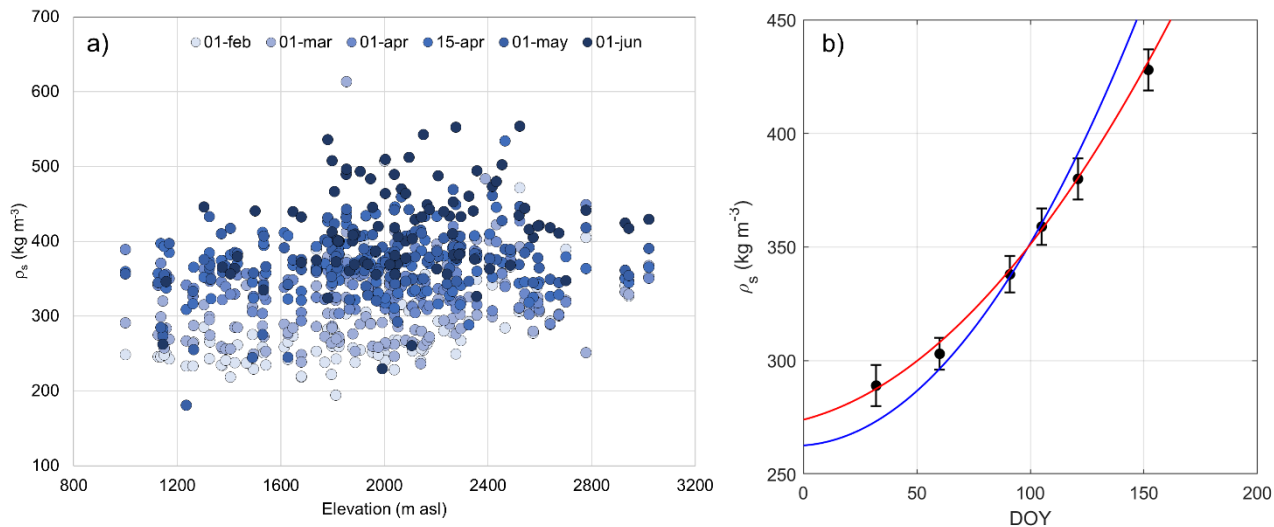 a)
01-feb 01-mar 01-apr 15-apr 01-may 01-jun
700
600
500
400
300
200
100
ρs (kg m-3)
800 1200 1600 2000 2400 2800 3200
Elevation (m asl)
b)
450
400
350
300
250
ρs (kg m-3)
0 50 100 150 200
DOY